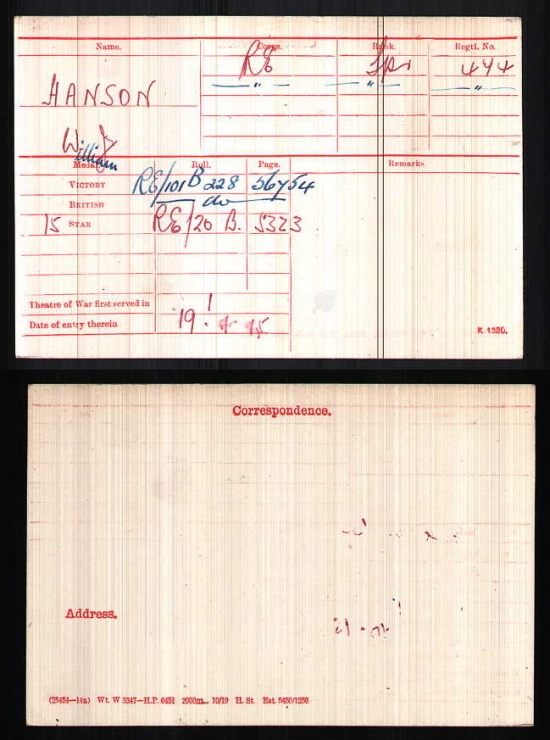 Name. Corps. Rank. Regtl. No.
RE Spr 444
" " "
HANSON
William
Medal. Roll. Page. Remarks
VICTORY RE/101 B 228 56754
BRITISH do
15 STAR RE/20 B. 5323
Theatre of War first served in 1
Date of entry therein 19. 4. 15
K 1380.
Correspondence.
Address.